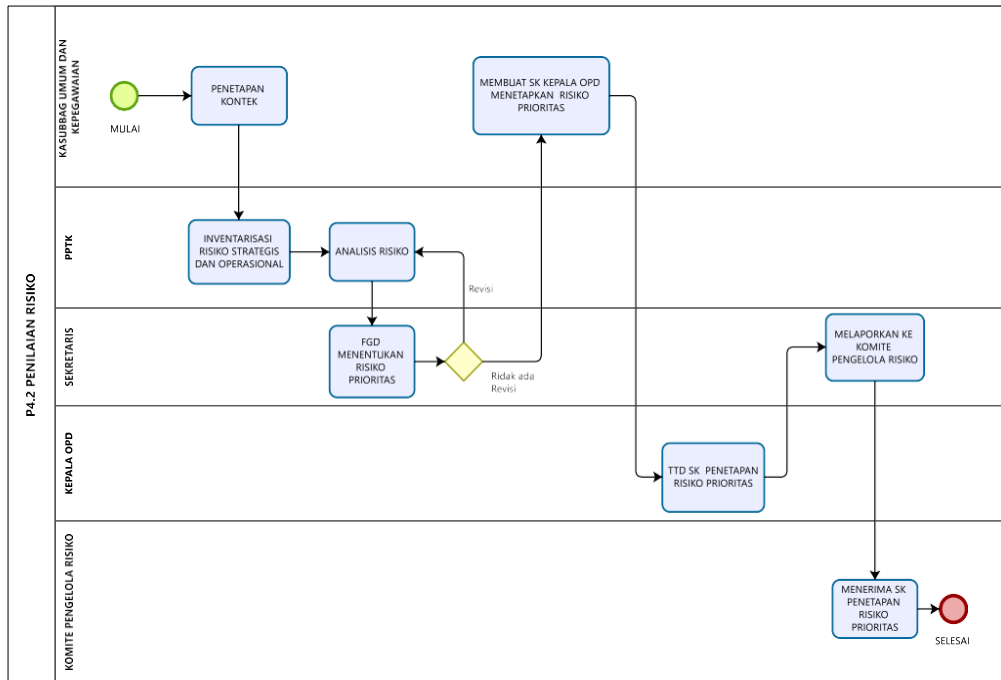 P4.2 PENILAIAN RISIKO
KASUBBAG UMUM DAN
KEPEGAWAIAN
MULAI
PENETAPAN
KONTEK
MEMBUAT SK KEPALA OPD
MENETAPKAN RISIKO
PRIORITAS
PPTK
INVENTARISASI
RISIKO STRATEGIS
DAN OPERASIONAL
ANALISIS RISIKO
Revisi
SEKRETARIS
FGD
MENENTUKAN
RISIKO
PRIORITAS
Ridak ada
Revisi
MELAPORKAN KE
KOMITE
PENGELOLA RISIKO
KEPALA OPD
TTD SK PENETAPAN
RISIKO PRIORITAS
KOMITE PENGELOLA RISIKO
MENERIMA SK
PENETAPAN
RISIKO
PRIORITAS
SELESAI